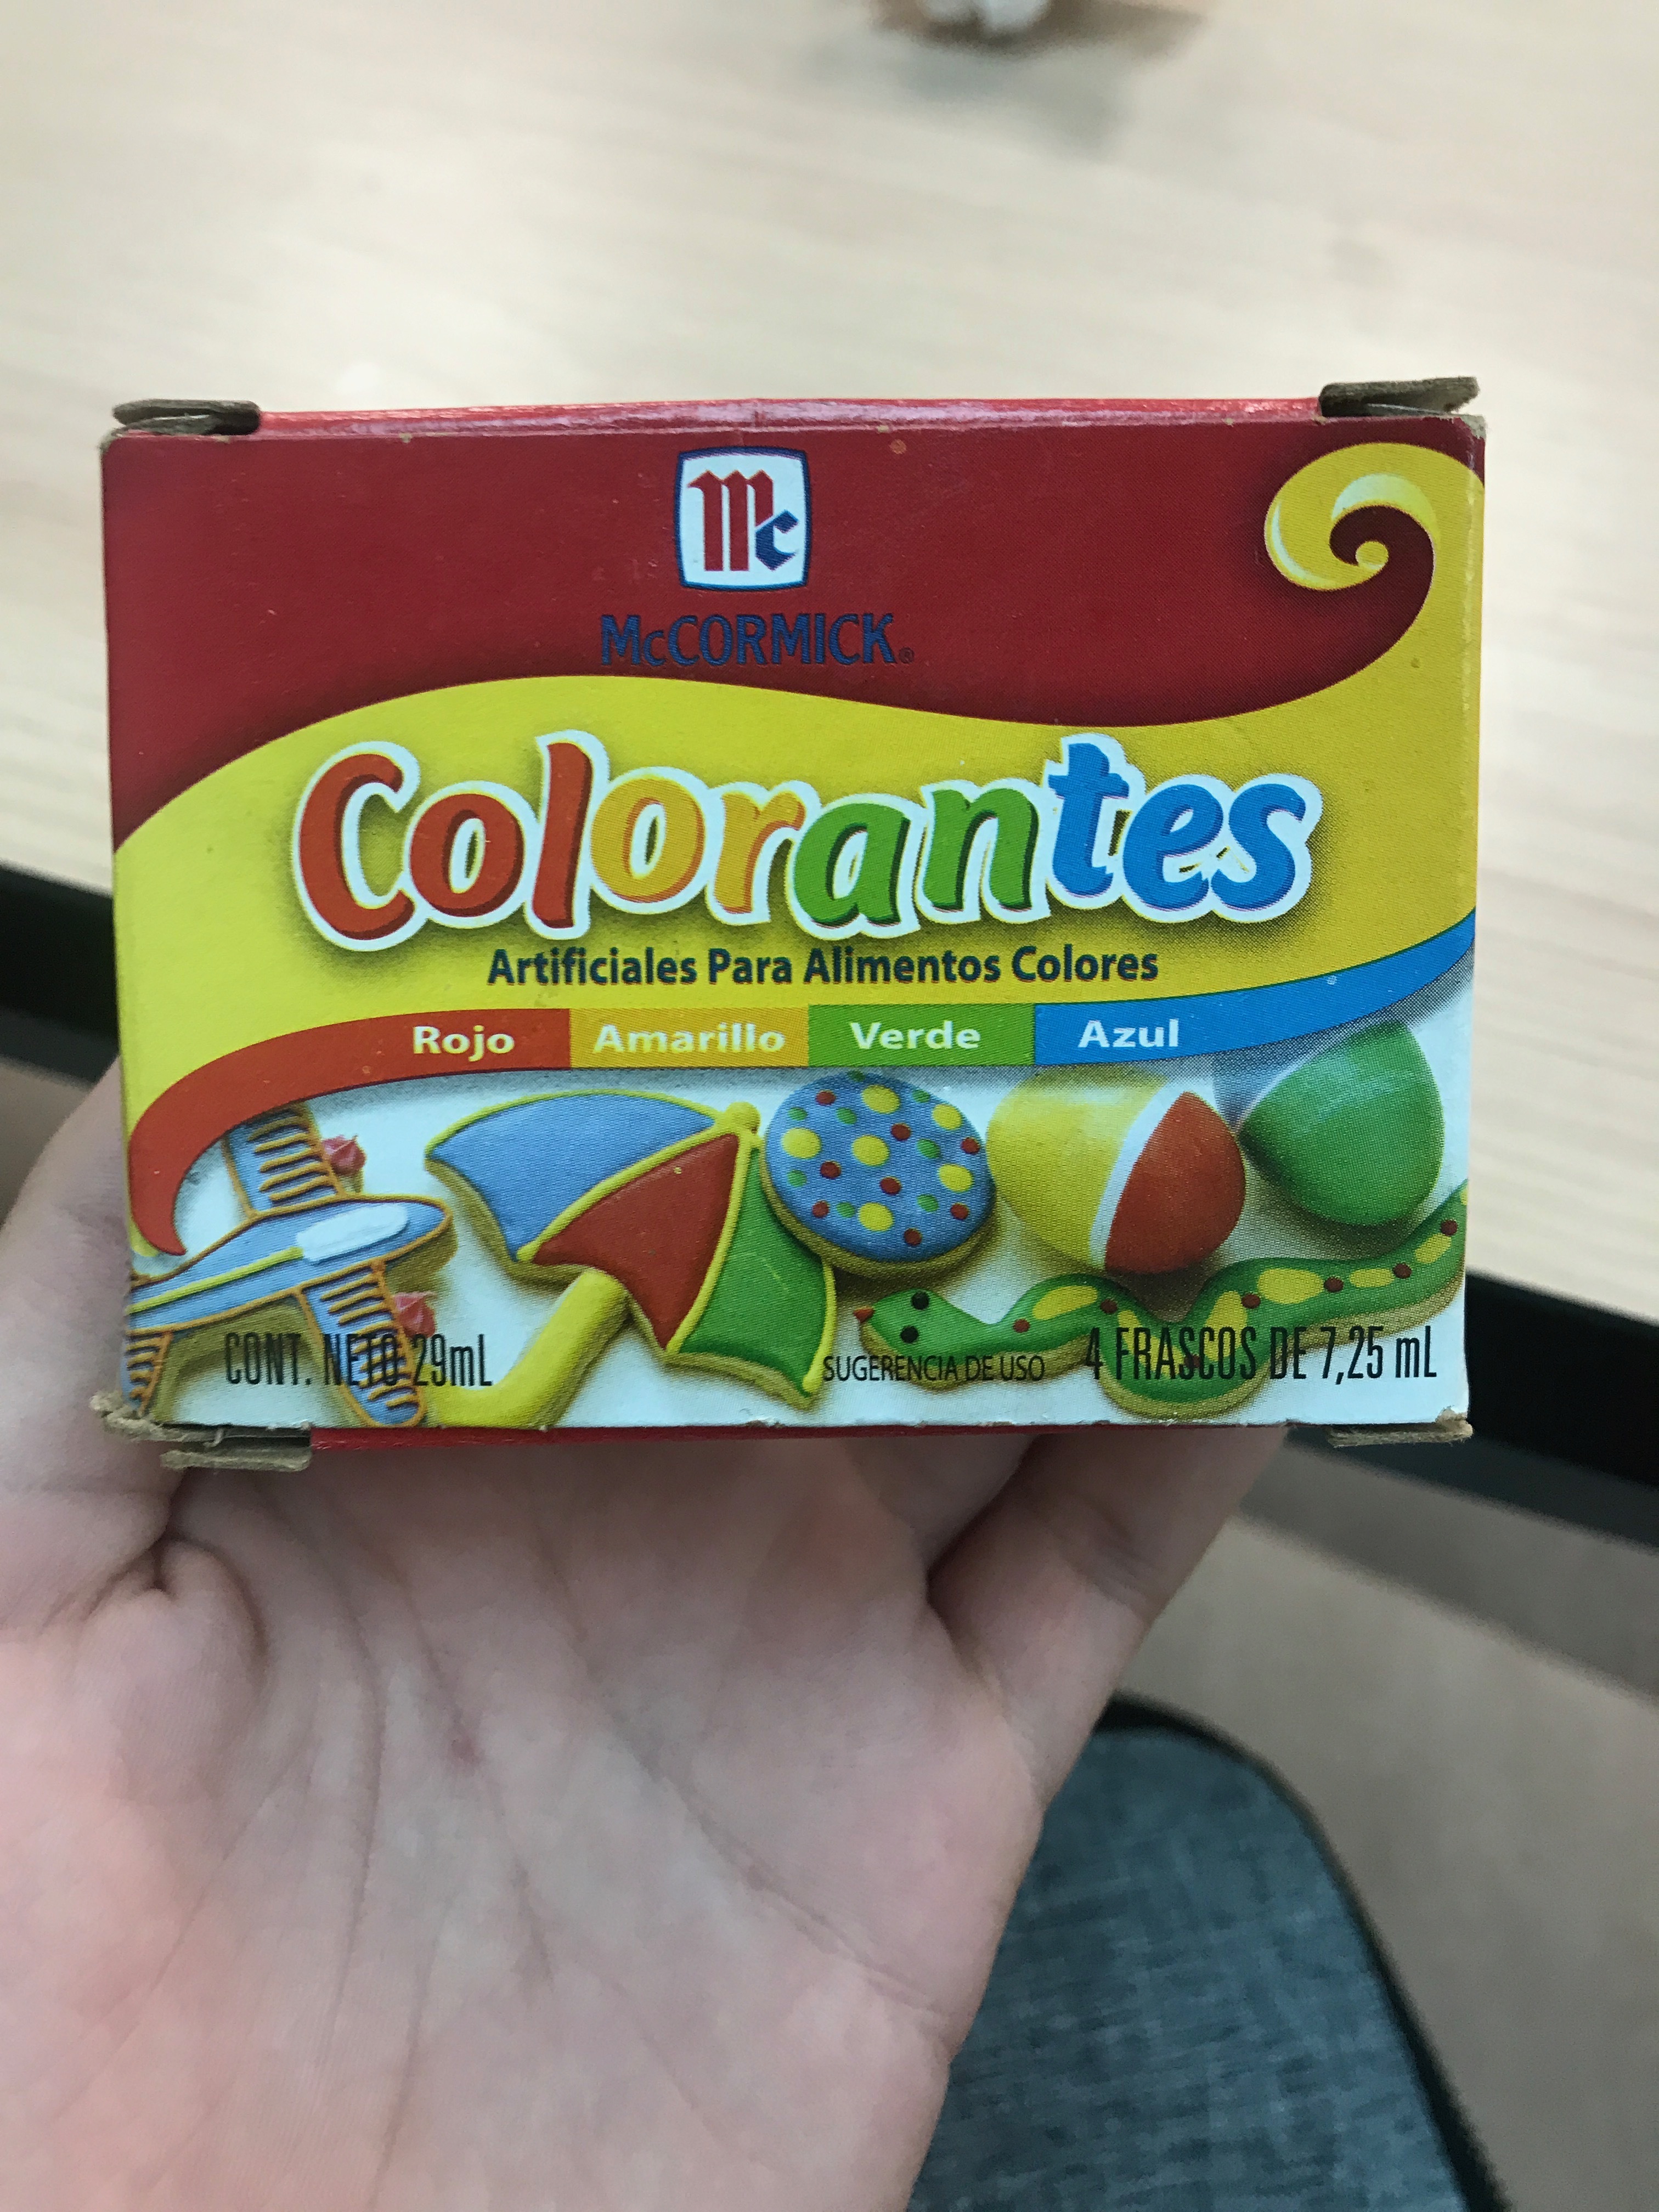 Mc
McCORMICK®
Colorantes
Artificiales Para Alimentos Colores
Rojo Amarillo Verde Azul
CONT. NETO 29mL SUGERENCIA DE USO 4 FRASCOS DE 7,25 mL